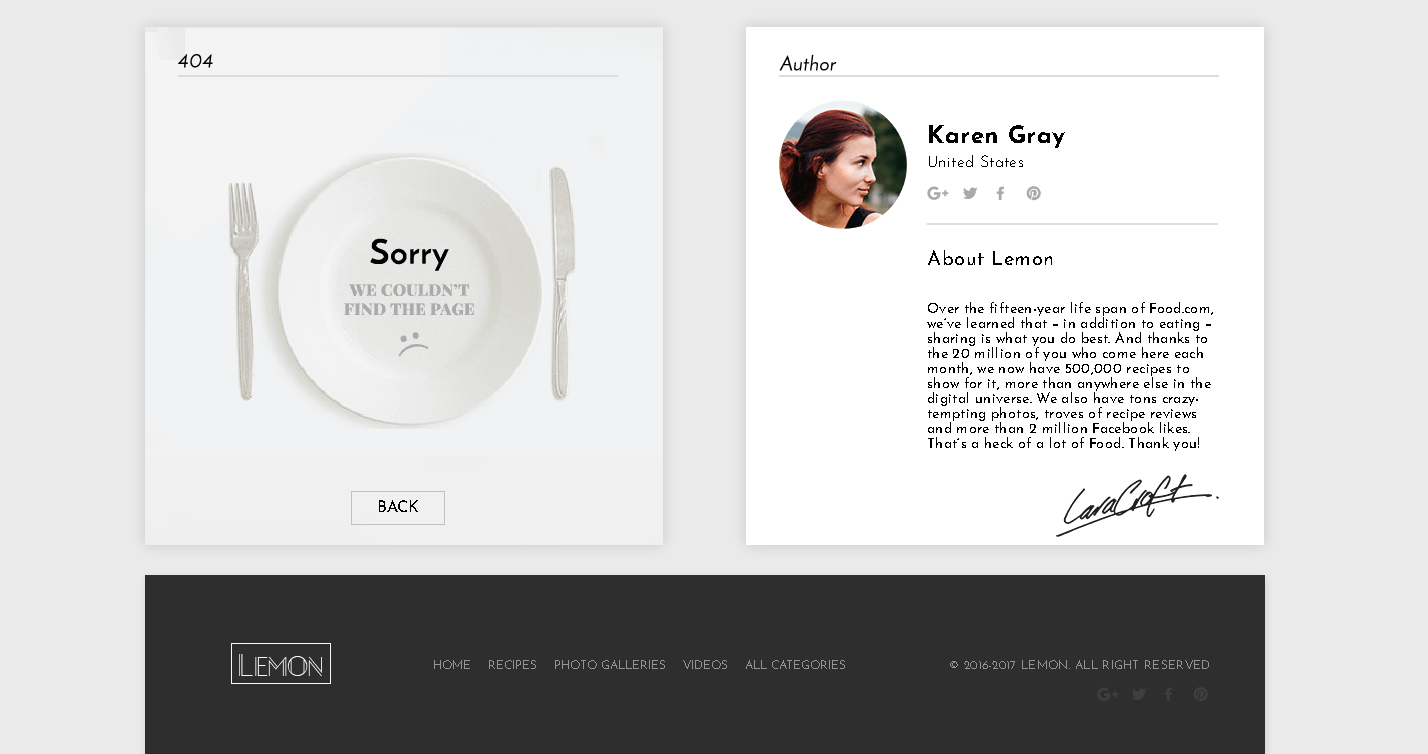 404
Sorry
WE COULDN'T
FIND THE PAGE
BACK
Author
Karen Gray
United States
G+
About Lemon
Over the fifteen-year life span of Food.com,
we've learned that – in addition to eating –
sharing is what you do best. And thanks to
the 20 million of you who come here each
month, we now have 500,000 recipes to
show for it, more than anywhere else in the
digital universe. We also have tons crazy-
tempting photos, troves of recipe reviews
and more than 2 million Facebook likes.
That's a heck of a lot of Food. Thank you!
Lara Croft.
LEMON
HOME RECIPES PHOTO GALLERIES VIDEOS ALL CATEGORIES
© 2016-2017 LEMON. ALL RIGHT RESERVED
G+